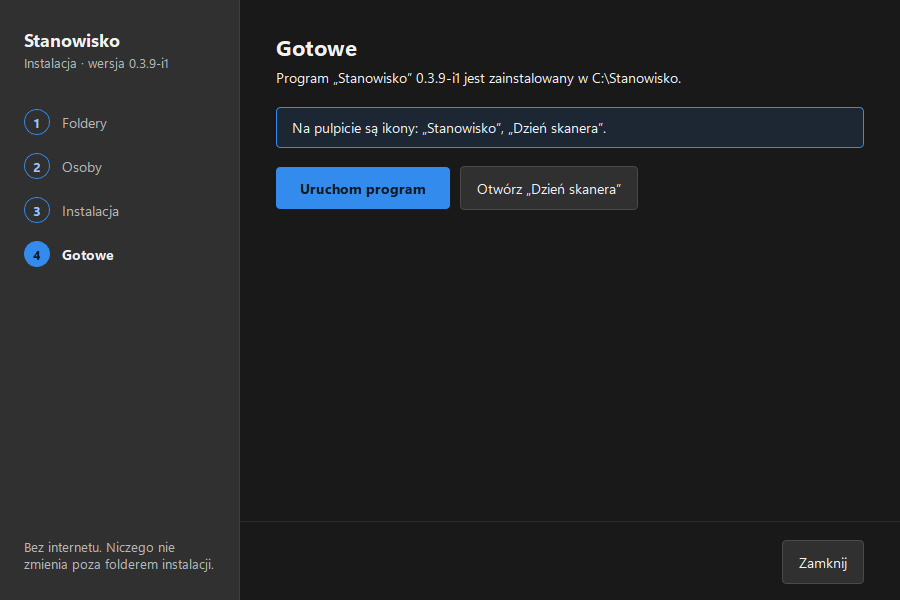 Stanowisko
Instalacja · wersja 0.3.9-i1
1 Foldery
2 Osoby
3 Instalacja
4 Gotowe
Bez internetu. Niczego nie
zmienia poza folderem instalacji.
Gotowe
Program „Stanowisko” 0.3.9-i1 jest zainstalowany w C:\Stanowisko.
Na pulpicie są ikony: „Stanowisko”, „Dzień skanera”.
Uruchom program
Otwórz „Dzień skanera”
Zamknij